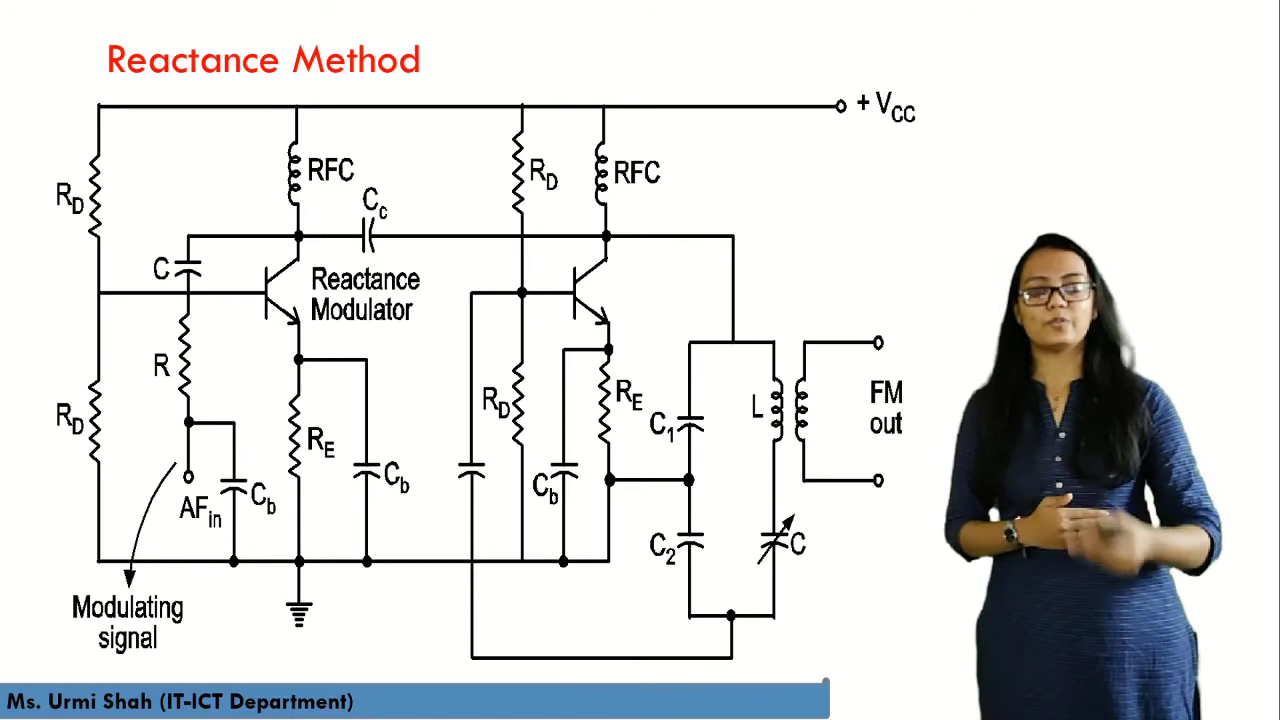 Reactance Method
+ VCC
RD
RFC
RD
RFC
Cc
C
Reactance
Modulator
R
RD
RE
Cb
AFin
Cb
RD
Cb
RE
C1
C2
L
C
FM
out
Modulating
signal
Ms. Urmi Shah (IT-ICT Department)